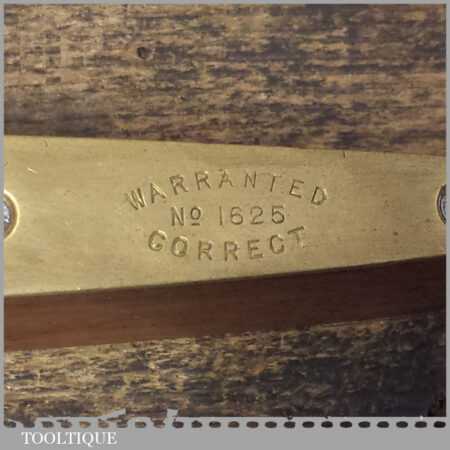 WARRANTED
No 1625
CORRECT
TOOLTIQUE